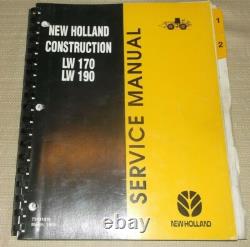 NEW HOLLAND
CONSTRUCTION
LW 170
LW 190
SERVICE MANUAL
1
2
NEW HOLLAND